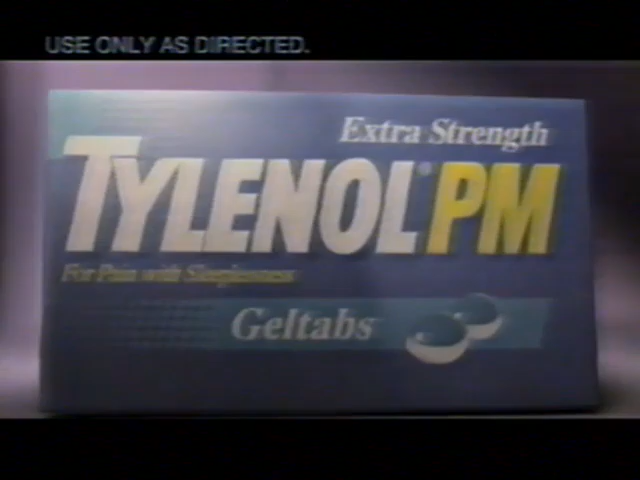 USE ONLY AS DIRECTED.
Extra Strength
TYLENOL® PM
For Pain with Sleeplessness
Geltabs